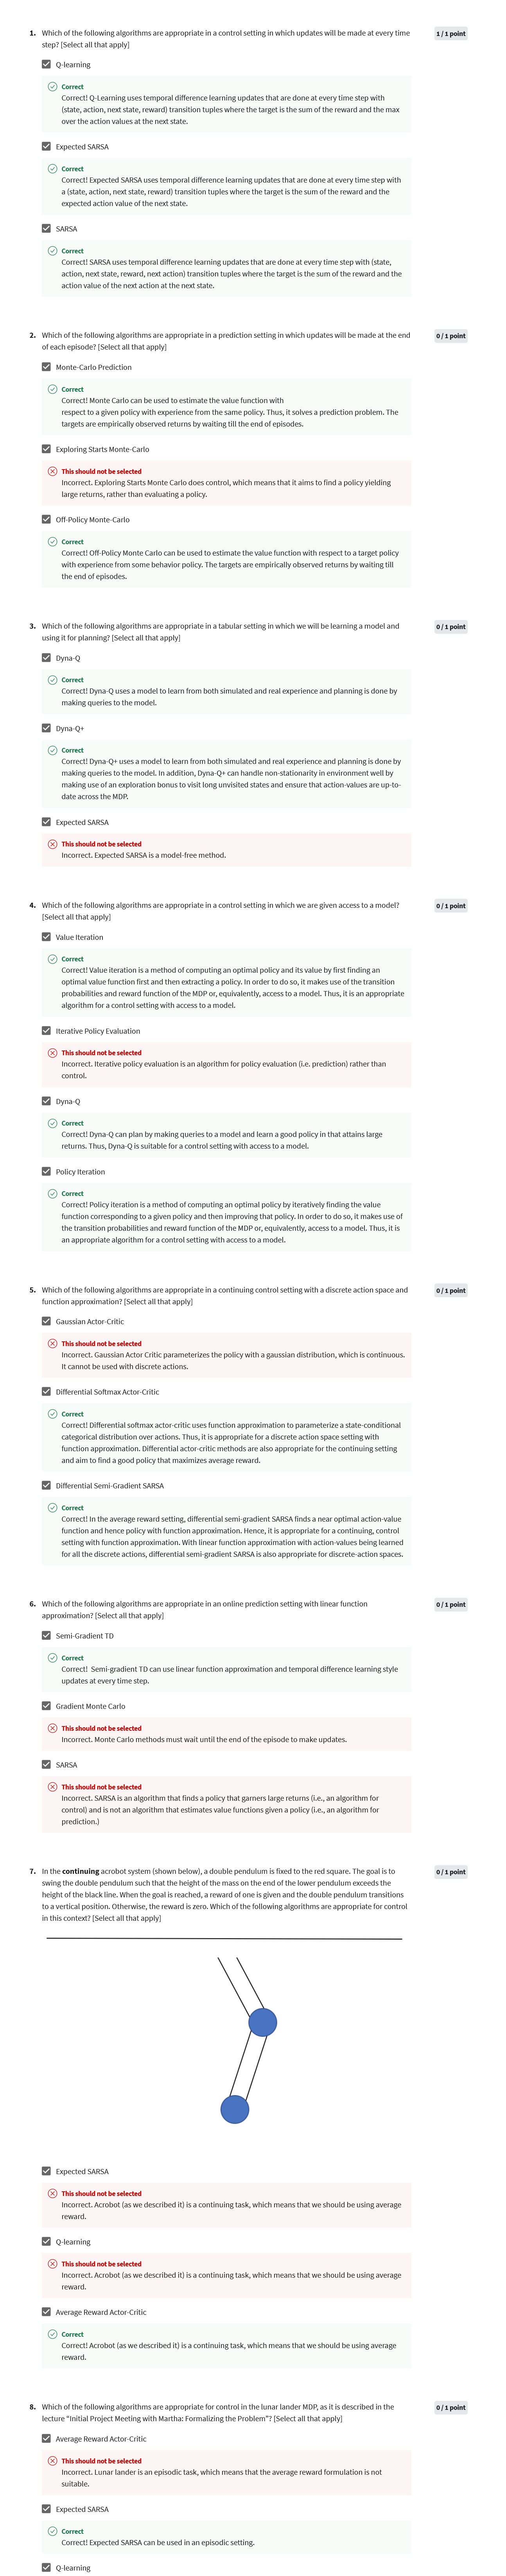 1. Which of the following algorithms are appropriate in a control setting in which updates will be made at every time
step? [Select all that apply]
1 / 1 point
Q-learning
Correct
Correct! Q-Learning uses temporal difference learning updates that are done at every time step with
(state, action, next state, reward) transition tuples where the target is the sum of the reward and the max
over the action values at the next state.
Expected SARSA
Correct
Correct! Expected SARSA uses temporal difference learning updates that are done at every time step with
a (state, action, next state, reward) transition tuples where the target is the sum of the reward and the
expected action value of the next state.
SARSA
Correct
Correct! SARSA uses temporal difference learning updates that are done at every time step with (state,
action, next state, reward, next action) transition tuples where the target is the sum of the reward and the
action value of the next action at the next state.
2. Which of the following algorithms are appropriate in a prediction setting in which updates will be made at the end
of each episode? [Select all that apply]
0 / 1 point
Monte-Carlo Prediction
Correct
Correct! Monte Carlo can be used to estimate the value function with
respect to a given policy with experience from the same policy. Thus, it solves a prediction problem. The
targets are empirically observed returns by waiting till the end of episodes.
Exploring Starts Monte-Carlo
This should not be selected
Incorrect. Exploring Starts Monte Carlo does control, which means that it aims to find a policy yielding
large returns, rather than evaluating a policy.
Off-Policy Monte-Carlo
Correct
Correct! Off-Policy Monte Carlo can be used to estimate the value function with respect to a target policy
with experience from some behavior policy. The targets are empirically observed returns by waiting till
the end of episodes.
3. Which of the following algorithms are appropriate in a tabular setting in which we will be learning a model and
using it for planning? [Select all that apply]
0 / 1 point
Dyna-Q
Correct
Correct! Dyna-Q uses a model to learn from both simulated and real experience and planning is done by
making queries to the model.
Dyna-Q+
Correct
Correct! Dyna-Q+ uses a model to learn from both simulated and real experience and planning is done by
making queries to the model. In addition, Dyna-Q+ can handle non-stationarity in environment well by
making use of an exploration bonus to visit long unvisited states and ensure that action-values are up-to-
date across the MDP.
Expected SARSA
This should not be selected
Incorrect. Expected SARSA is a model-free method.
4. Which of the following algorithms are appropriate in a control setting in which we are given access to a model?
[Select all that apply]
0 / 1 point
Value Iteration
Correct
Correct! Value iteration is a method of computing an optimal policy and its value by first finding an
optimal value function first and then extracting a policy. In order to do so, it makes use of the transition
probabilities and reward function of the MDP or, equivalently, access to a model. Thus, it is an appropriate
algorithm for a control setting with access to a model.
Iterative Policy Evaluation
This should not be selected
Incorrect. Iterative policy evaluation is an algorithm for policy evaluation (i.e. prediction) rather than
control.
Dyna-Q
Correct
Correct! Dyna-Q can plan by making queries to a model and learn a good policy in that attains large
returns. Thus, Dyna-Q is suitable for a control setting with access to a model.
Policy Iteration
Correct
Correct! Policy iteration is a method of computing an optimal policy by iteratively finding the value
function corresponding to a given policy and then improving that policy. In order to do so, it makes use of
the transition probabilities and reward function of the MDP or, equivalently, access to a model. Thus, it is
an appropriate algorithm for a control setting with access to a model.
5. Which of the following algorithms are appropriate in a continuing control setting with a discrete action space and
function approximation? [Select all that apply]
0 / 1 point
Gaussian Actor-Critic
This should not be selected
Incorrect. Gaussian Actor Critic parameterizes the policy with a gaussian distribution, which is continuous.
It cannot be used with discrete actions.
Differential Softmax Actor-Critic
Correct
Correct! Differential softmax actor-critic uses function approximation to parameterize a state-conditional
categorical distribution over actions. Thus, it is appropriate for a discrete action space setting with
function approximation. Differential actor-critic methods are also appropriate for the continuing setting
and aim to find a good policy that maximizes average reward.
Differential Semi-Gradient SARSA
Correct
Correct! In the average reward setting, differential semi-gradient SARSA finds a near optimal action-value
function and hence policy with function approximation. Hence, it is appropriate for a continuing, control
setting with function approximation. With linear function approximation with action-values being learned
for all the discrete actions, differential semi-gradient SARSA is also appropriate for discrete-action spaces.
6. Which of the following algorithms are appropriate in an online prediction setting with linear function
approximation? [Select all that apply]
0 / 1 point
Semi-Gradient TD
Correct
Correct! Semi-gradient TD can use linear function approximation and temporal difference learning style
updates at every time step.
Gradient Monte Carlo
This should not be selected
Incorrect. Monte Carlo methods must wait until the end of the episode to make updates.
SARSA
This should not be selected
Incorrect. SARSA is an algorithm that finds a policy that garners large returns (i.e., an algorithm for
control) and is not an algorithm that estimates value functions given a policy (i.e., an algorithm for
prediction.)
7. In the continuing acrobot system (shown below), a double pendulum is fixed to the red square. The goal is to
swing the double pendulum such that the height of the mass on the end of the lower pendulum exceeds the
height of the black line. When the goal is reached, a reward of one is given and the double pendulum transitions
to a vertical position. Otherwise, the reward is zero. Which of the following algorithms are appropriate for control
in this context? [Select all that apply]
0 / 1 point
Expected SARSA
This should not be selected
Incorrect. Acrobot (as we described it) is a continuing task, which means that we should be using average
reward.
Q-learning
This should not be selected
Incorrect. Acrobot (as we described it) is a continuing task, which means that we should be using average
reward.
Average Reward Actor-Critic
Correct
Correct! Acrobot (as we described it) is a continuing task, which means that we should be using average
reward.
8. Which of the following algorithms are appropriate for control in the lunar lander MDP, as it is described in the
lecture "Initial Project Meeting with Martha: Formalizing the Problem"? [Select all that apply]
0 / 1 point
Average Reward Actor-Critic
This should not be selected
Incorrect. Lunar lander is an episodic task, which means that the average reward formulation is not
suitable.
Expected SARSA
Correct
Correct! Expected SARSA can be used in an episodic setting.
Q-learning